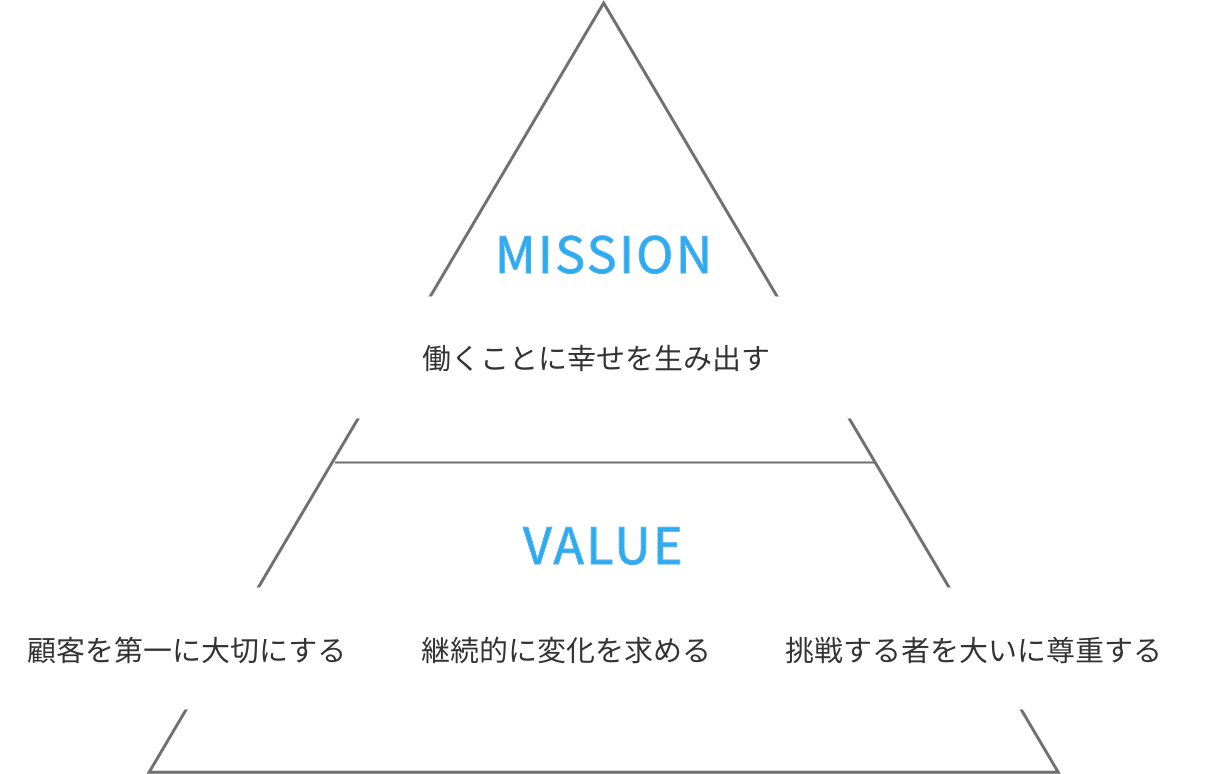 MISSION
働くことに幸せを生み出す
VALUE
顧客を第一に大切にする
継続的に変化を求める
挑戦する者を大いに尊重する